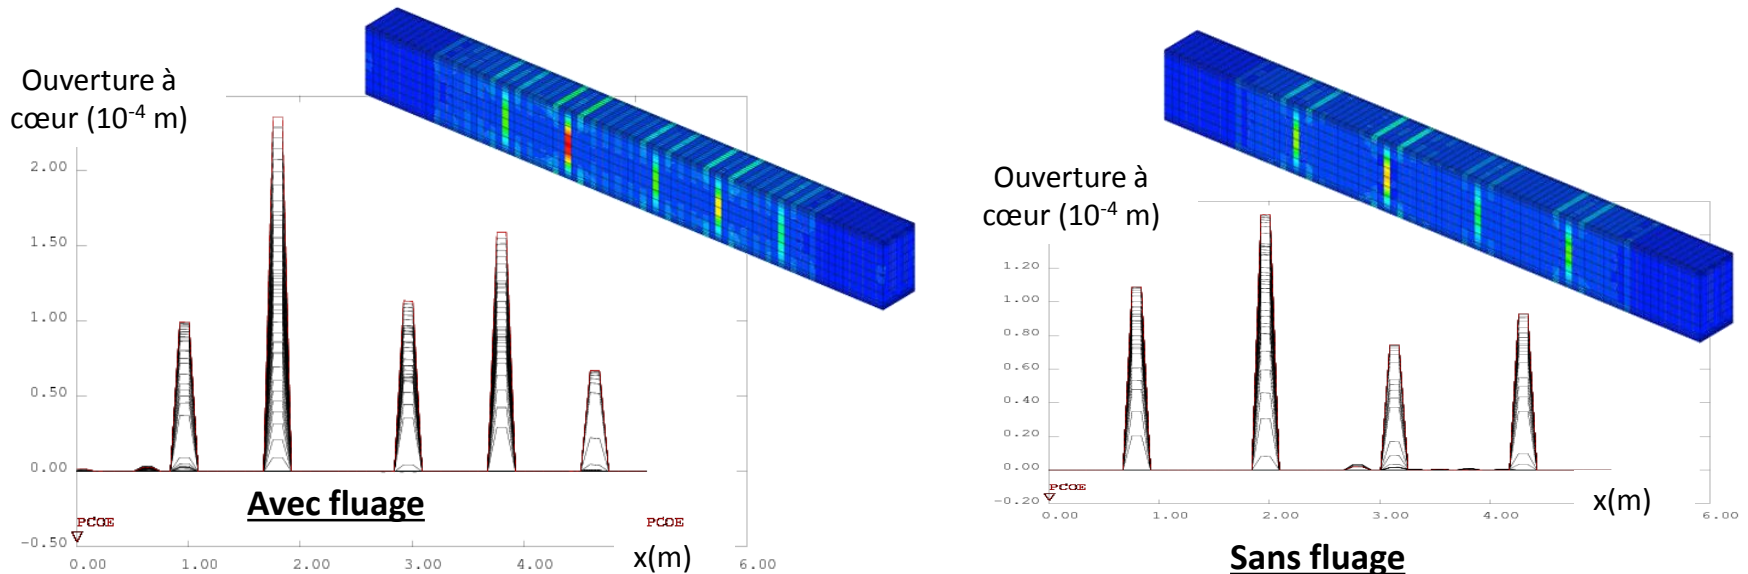 Ouverture à
cœur (10-4 m)
2.00
1.50
1.00
0.50
0.00
-0.50
PCOE
PCOE
0.00 1.00 2.00 3.00 4.00 6.00
x(m)
Avec fluage
Ouverture à
cœur (10-4 m)
1.20
1.00
0.80
0.60
0.40
0.20
0.00
-0.20
PCOE
0.00 1.00 2.00 3.00 4.00 6.00
x(m)
Sans fluage